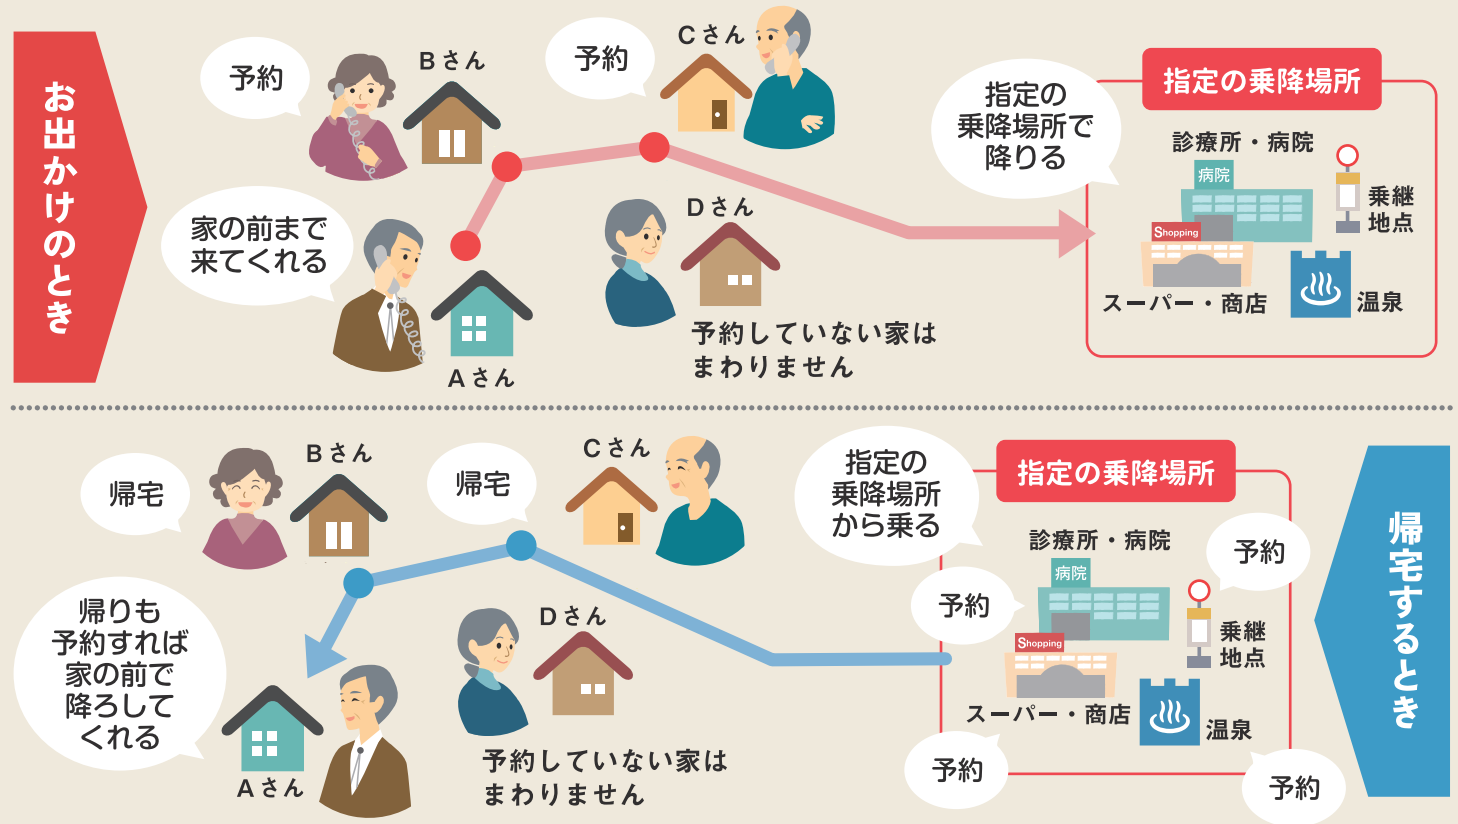 お出かけのとき
予約
Bさん
予約
Cさん
家の前まで
来てくれる
Aさん
Dさん
予約していない家は
まわりません
指定の
乗降場所で
降りる
指定の乗降場所
診療所・病院
病院
乗継
地点
Shopping
スーパー・商店
温泉
帰宅するとき
指定の乗降場所
指定の
乗降場所
から乗る
診療所・病院
病院
予約
予約
乗継
地点
Shopping
スーパー・商店
温泉
予約
予約
Cさん
帰宅
Bさん
帰宅
Dさん
予約していない家は
まわりません
帰りも
予約すれば
家の前で
降ろして
くれる
Aさん